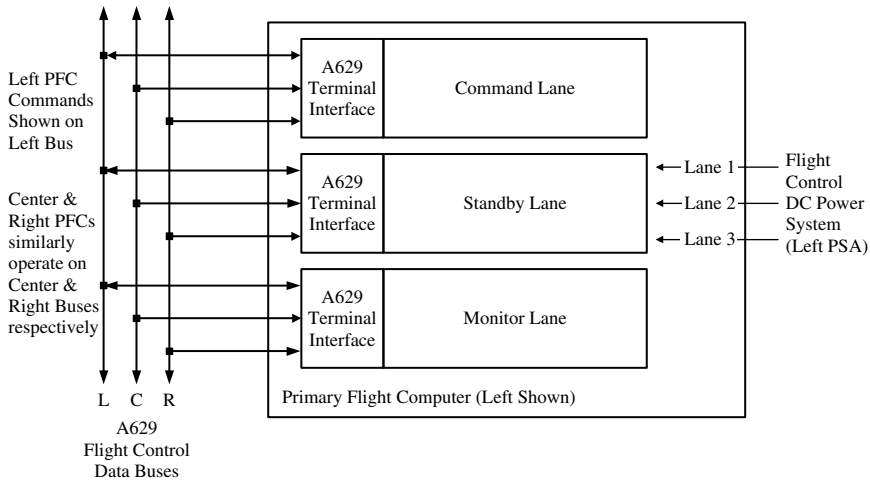 Left PFC
Commands
Shown on
Left Bus
Center &
Right PFCs
similarly
operate on
Center &
Right Buses
respectively
A629
Terminal
Interface
Command Lane
A629
Terminal
Interface
Standby Lane
A629
Terminal
Interface
Monitor Lane
Lane 1
Lane 2
Lane 3
Flight
Control
DC Power
System
(Left PSA)
Primary Flight Computer (Left Shown)
L C R
A629
Flight Control
Data Buses